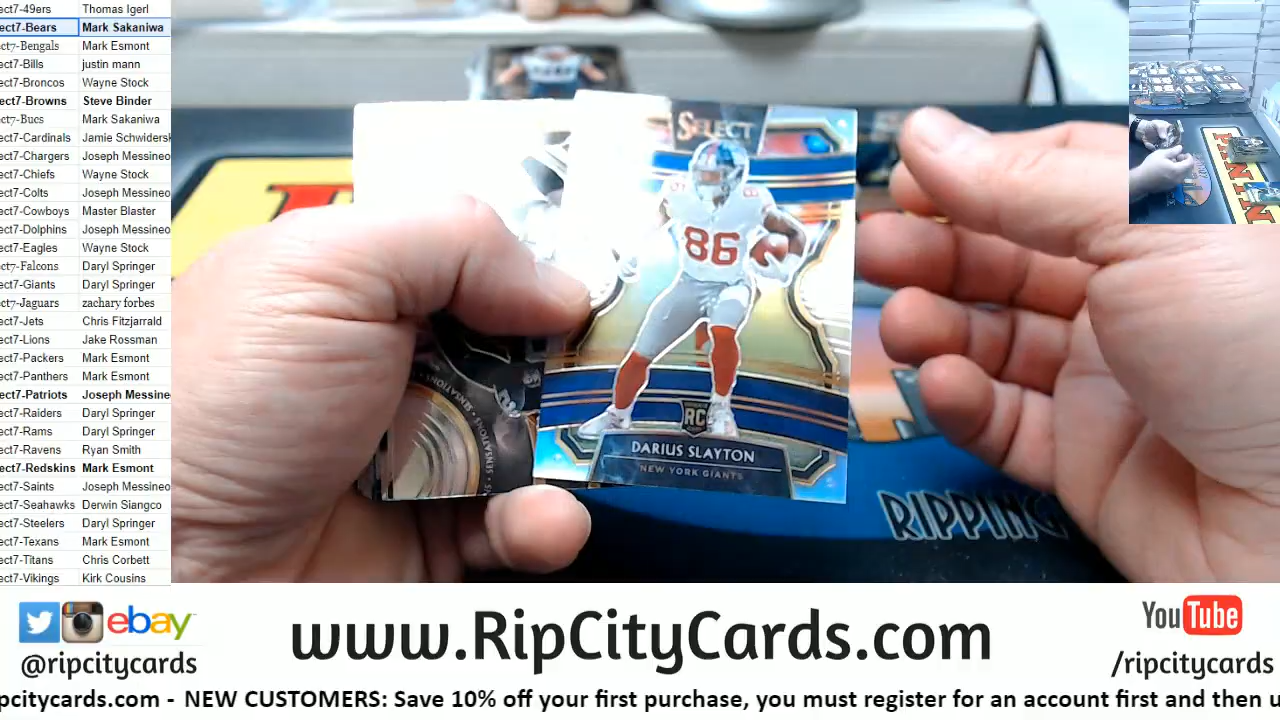 ect7-49ers Thomas Igerl
ect7-Bears Mark Sakaniwa
ect7-Bengals Mark Esmont
ect7-Bills justin mann
ect7-Broncos Wayne Stock
ect7-Browns Steve Binder
ect7-Bucs Mark Sakaniwa
ect7-Cardinals Jamie Schwidersk
ect7-Chargers Joseph Messineo
ect7-Chiefs Wayne Stock
ect7-Colts Joseph Messineo
ect7-Cowboys Master Blaster
ect7-Dolphins Joseph Messineo
ect7-Eagles Wayne Stock
ect7-Falcons Daryl Springer
ect7-Giants Daryl Springer
ect7-Jaguars zachary forbes
ect7-Jets Chris Fitzjarrald
ect7-Lions Jake Rossman
ect7-Packers Mark Esmont
ect7-Panthers Mark Esmont
ect7-Patriots Joseph Messine
ect7-Raiders Daryl Springer
ect7-Rams Daryl Springer
ect7-Ravens Ryan Smith
ect7-Redskins Mark Esmont
ect7-Saints Joseph Messineo
ect7-Seahawks Derwin Siangco
ect7-Steelers Daryl Springer
ect7-Texans Mark Esmont
ect7-Titans Chris Corbett
ect7-Vikings Kirk Cousins
SELECT
86
RC
DARIUS SLAYTON
NEW YORK GIANTS
SENSATIONS
RIPPING
PANINI
ebay
@ripcitycards
www.RipCityCards.com
YouTube
/ripcitycards
pcitycards.com - NEW CUSTOMERS: Save 10% off your first purchase, you must register for an account first and then u